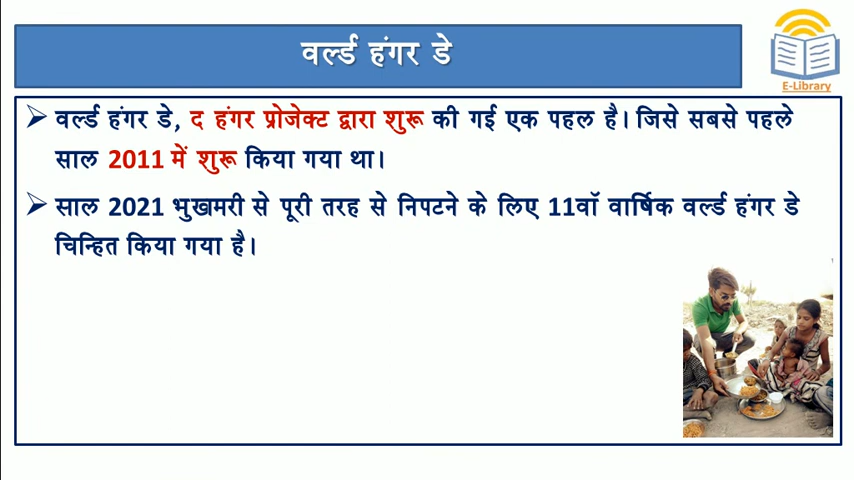 वर्ल्ड हंगर डे
E-Library
वर्ल्ड हंगर डे, द हंगर प्रोजेक्ट द्वारा शुरू की गई एक पहल है। जिसे सबसे पहले
साल 2011 में शुरू किया गया था।
साल 2021 भुखमरी से पूरी तरह से निपटने के लिए 11वॉ वार्षिक वर्ल्ड हंगर डे
चिन्हित किया गया है।